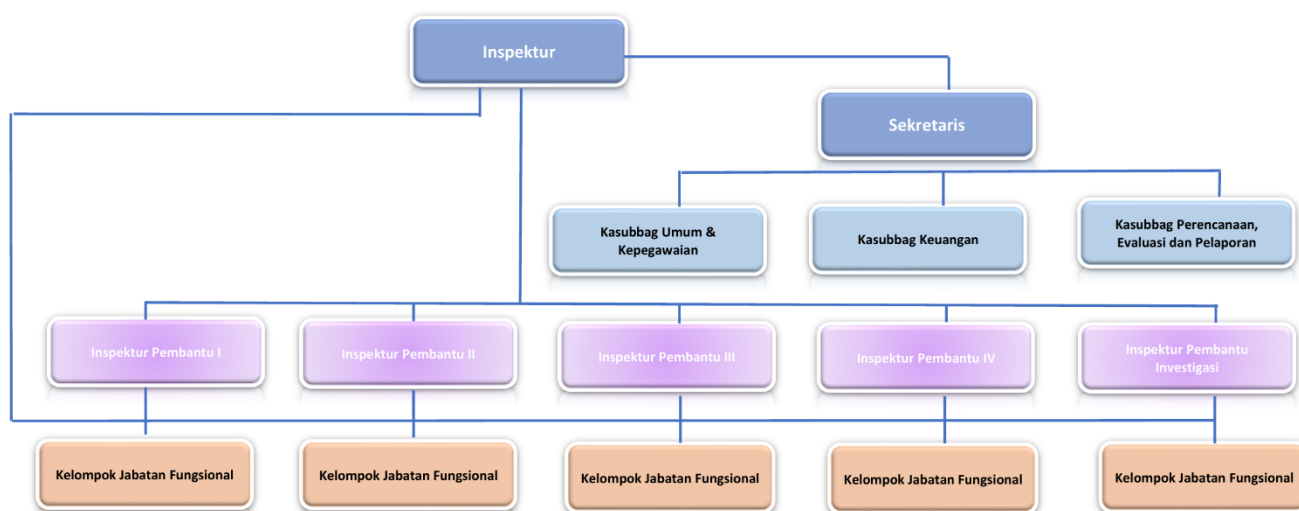 Inspektur
Sekretaris
Kasubbag Umum &
Kepegawaian
Kasubbag Keuangan
Kasubbag Perencanaan,
Evaluasi dan Pelaporan
Inspektur Pembantu I
Inspektur Pembantu II
Inspektur Pembantu III
Inspektur Pembantu IV
Inspektur Pembantu
Investigasi
Kelompok Jabatan Fungsional
Kelompok Jabatan Fungsional
Kelompok Jabatan Fungsional
Kelompok Jabatan Fungsional
Kelompok Jabatan Fungsional